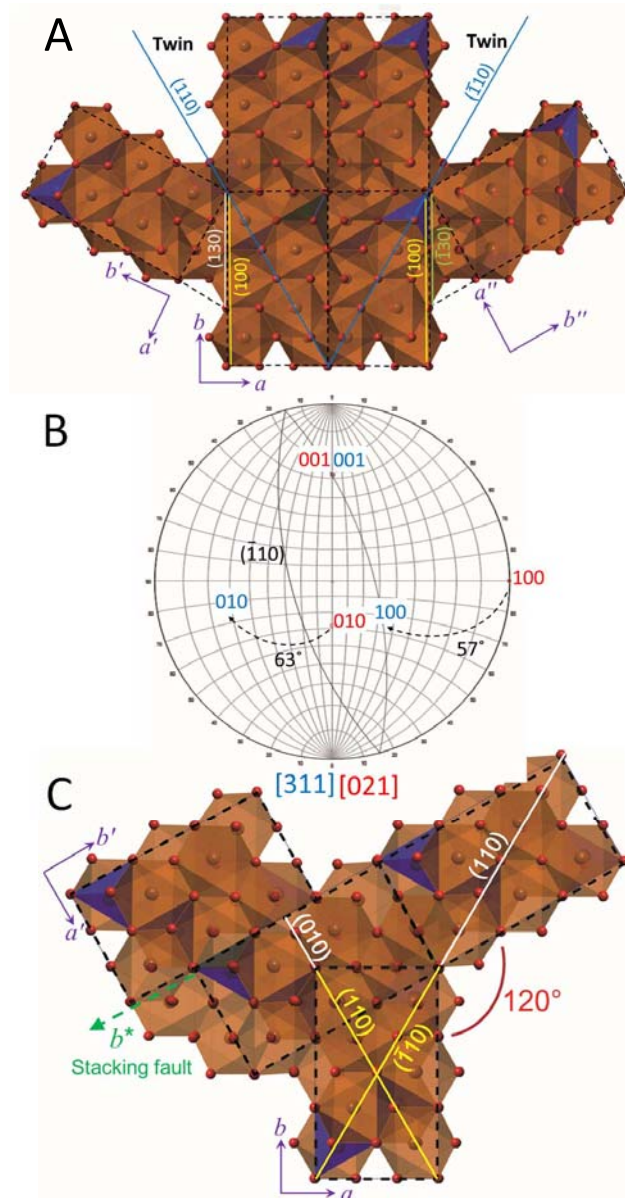 A
Twin
Twin
(110)
(1̄10)
(130)
(100)
(100)
(1̄30)
b'
a'
a''
b''
b
a
B
001 001
(1̄10)
100
010
100
010
63°
57°
[311] [021]
C
b'
a'
(110)
(010)
(110)
(1̄10)
120°
b*
Stacking fault
b
a